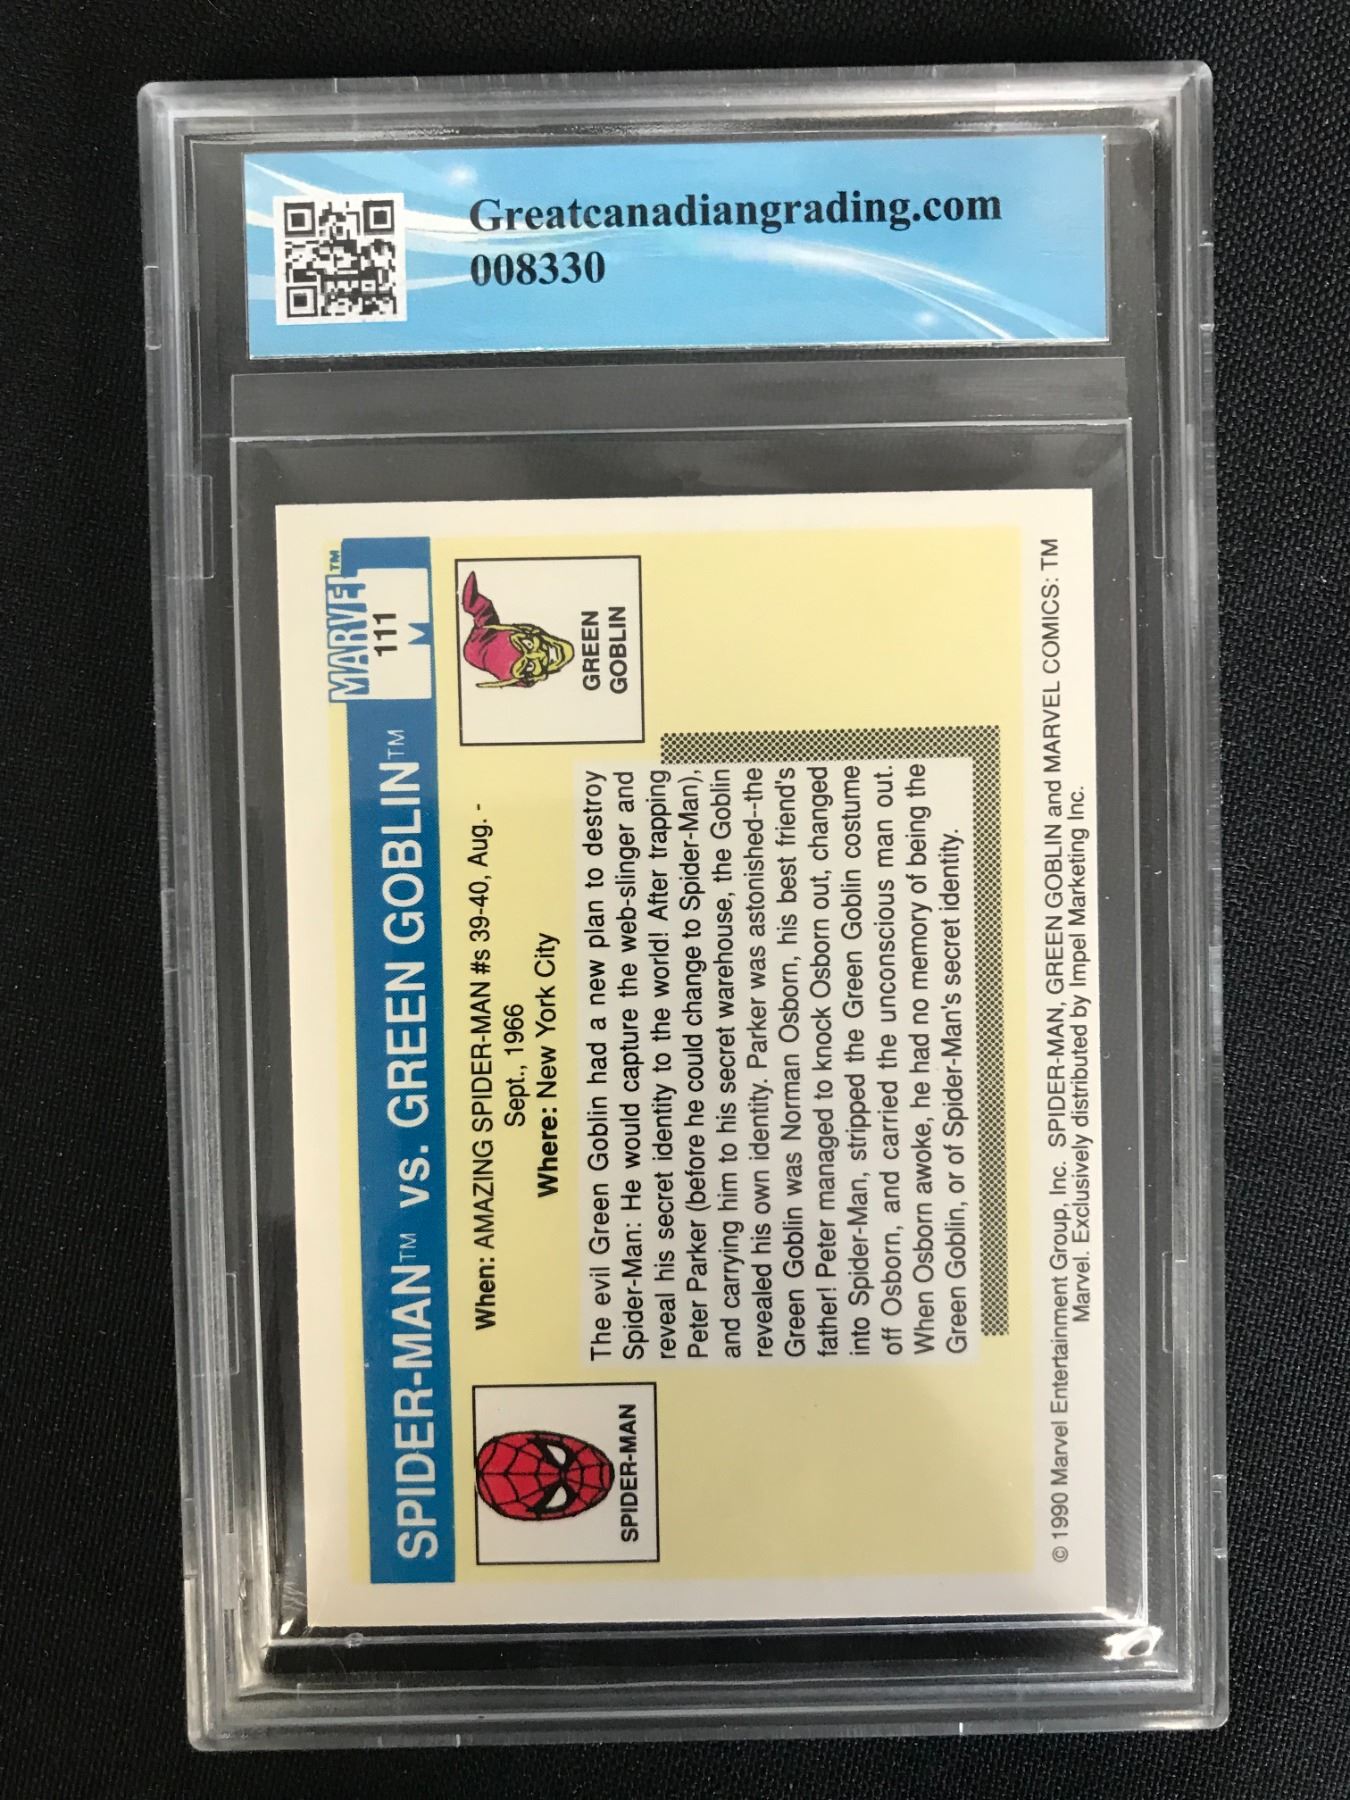 Greatcanadiangrading.com
008330
MARVEL™
111
SPIDER-MAN™ vs. GREEN GOBLIN™
When: AMAZING SPIDER-MAN #s 39-40, Aug. -
Sept., 1966
Where: New York City
SPIDER-MAN
GREEN
GOBLIN
The evil Green Goblin had a new plan to destroy
Spider-Man: He would capture the web-slinger and
reveal his secret identity to the world! After trapping
Peter Parker (before he could change to Spider-Man),
and carrying him to his secret warehouse, the Goblin
revealed his own identity. Parker was astonished--the
Green Goblin was Norman Osborn, his best friend's
father! Peter managed to knock Osborn out, changed
into Spider-Man, stripped the Green Goblin costume
off Osborn, and carried the unconscious man out.
When Osborn awoke, he had no memory of being the
Green Goblin, or of Spider-Man's secret identity.
© 1990 Marvel Entertainment Group, Inc. SPIDER-MAN, GREEN GOBLIN and MARVEL COMICS: TM
Marvel. Exclusively distributed by Impel Marketing Inc.